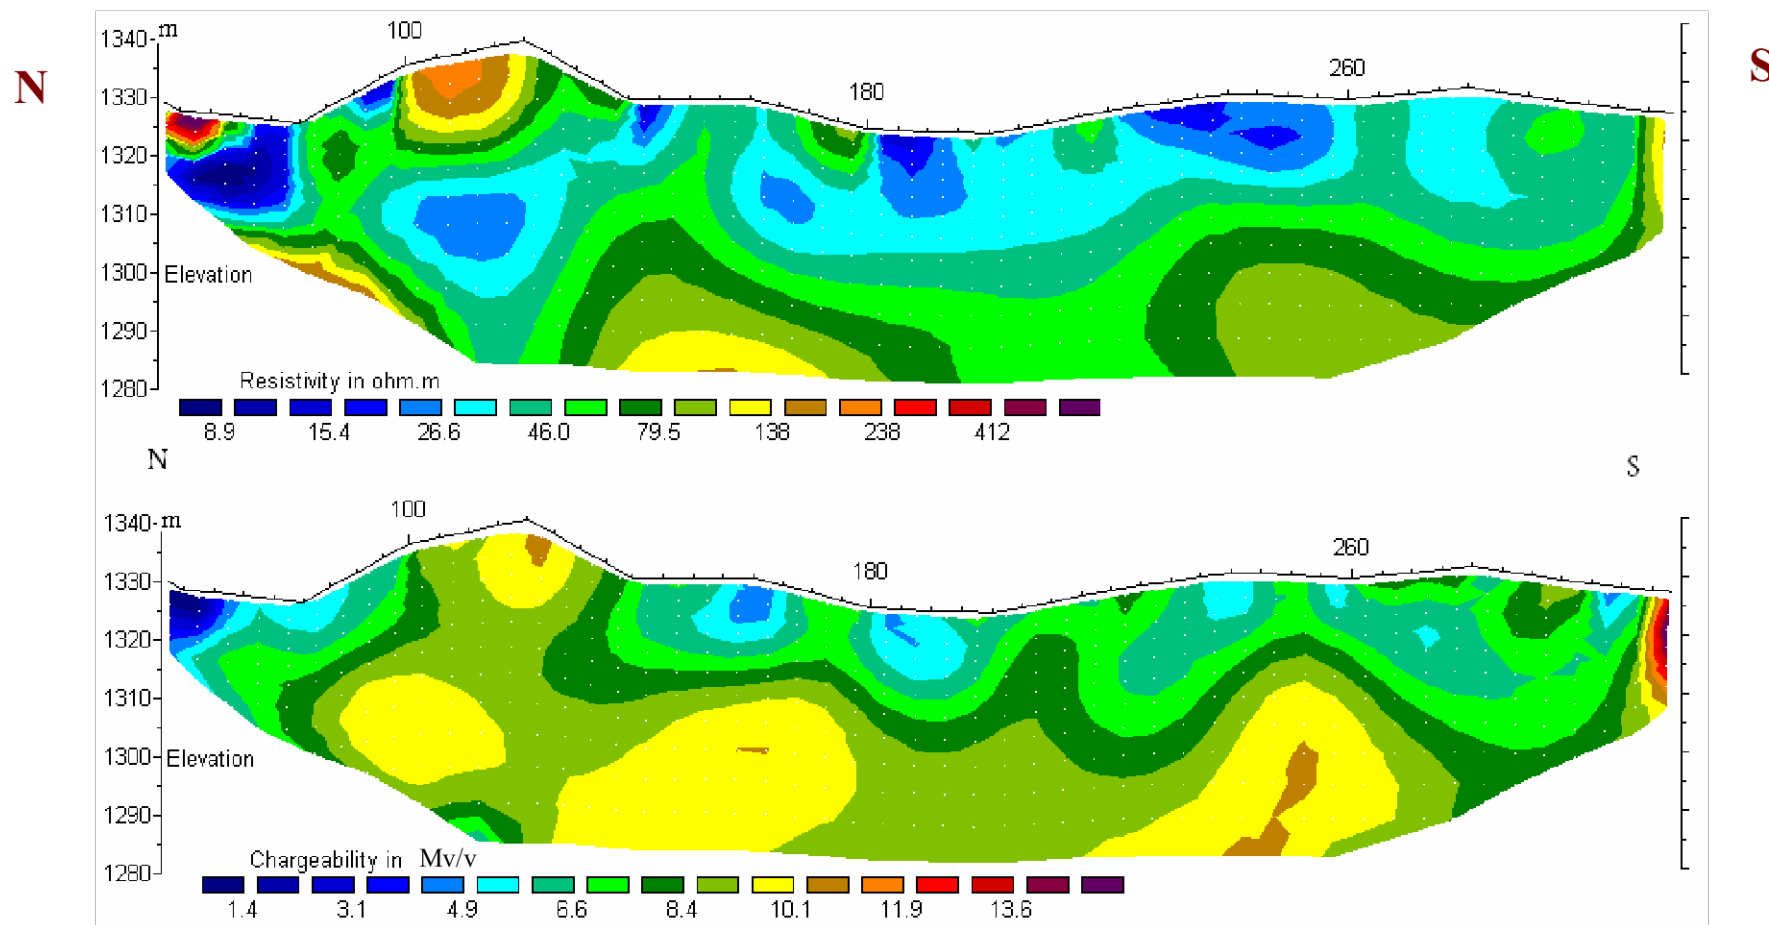 N
S
1340 m
100
1330
180
260
1320
1310
1300
Elevation
1290
1280
Resistivity in ohm.m
8.9 15.4 26.6 46.0 79.5 138 238 412
N
S
1340 m
100
1330
180
260
1320
1310
1300
Elevation
1290
1280
Chargeability in Mv/v
1.4 3.1 4.9 6.6 8.4 10.1 11.9 13.6